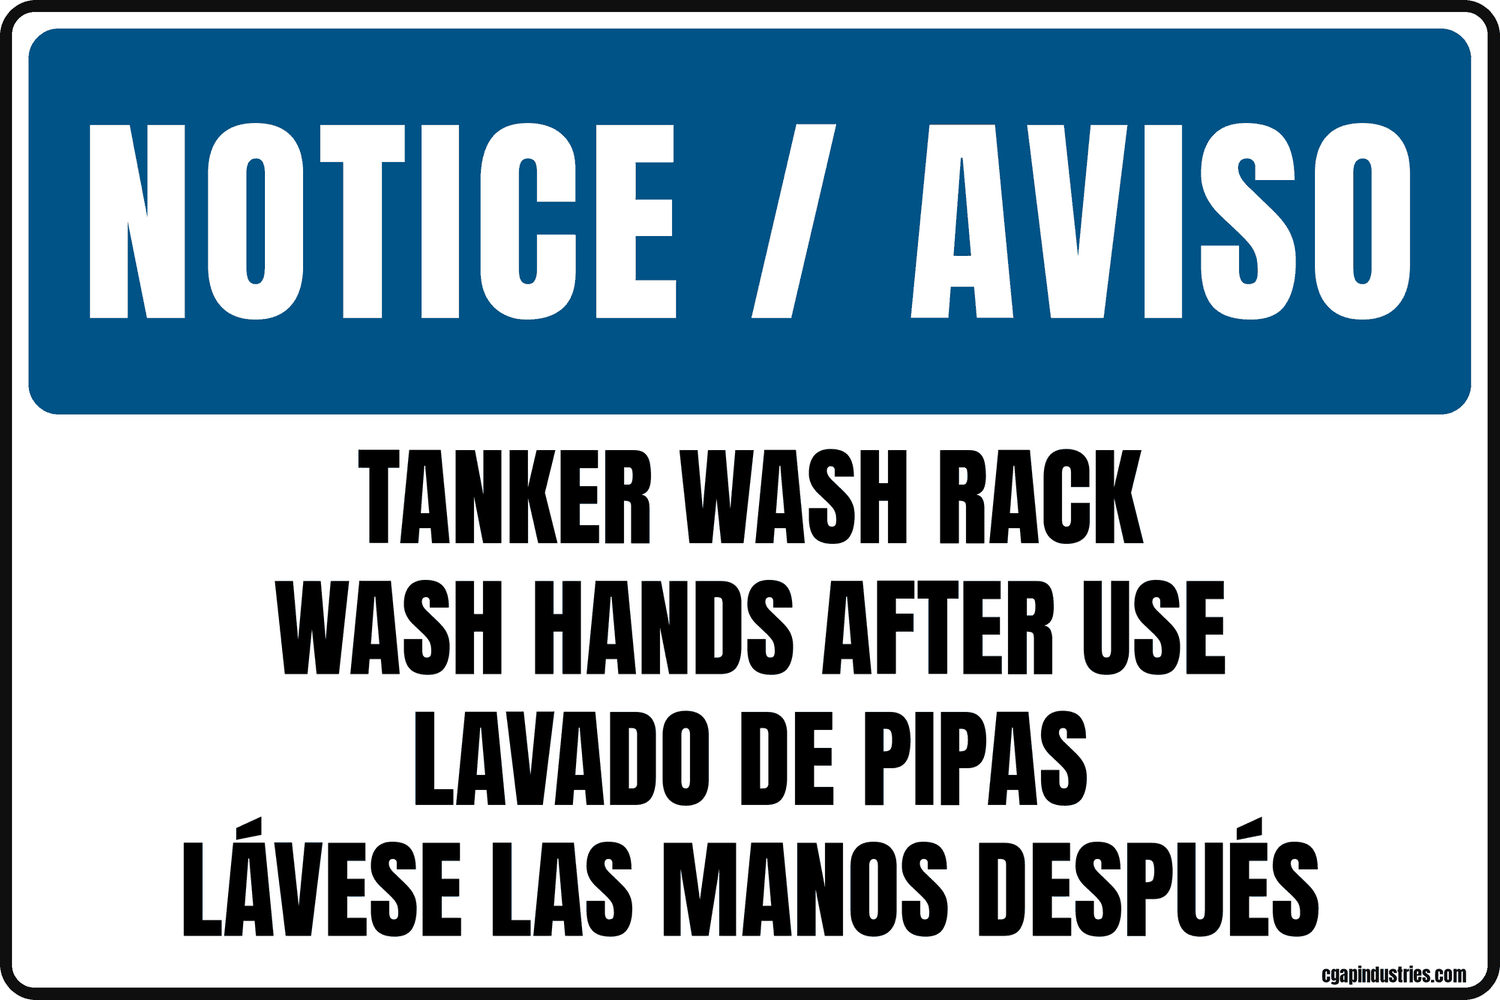 NOTICE / AVISO
TANKER WASH RACK
WASH HANDS AFTER USE
LAVADO DE PIPAS
LÁVESE LAS MANOS DESPUÉS
cgapindustries.com